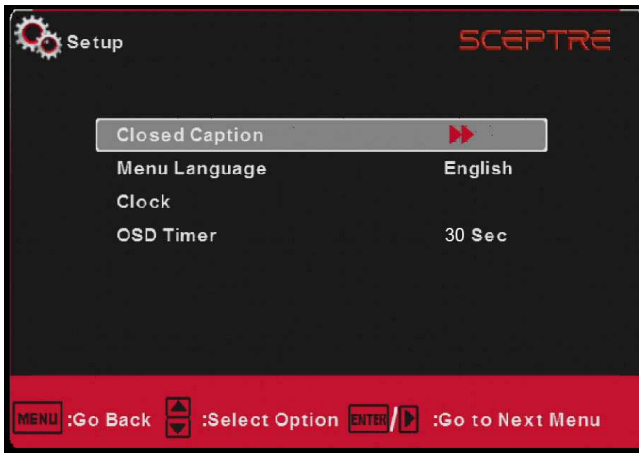 Setup
SCEPTRE
Closed Caption
Menu Language English
Clock
OSD Timer 30 Sec
MENU :Go Back :Select Option ENTER/ :Go to Next Menu